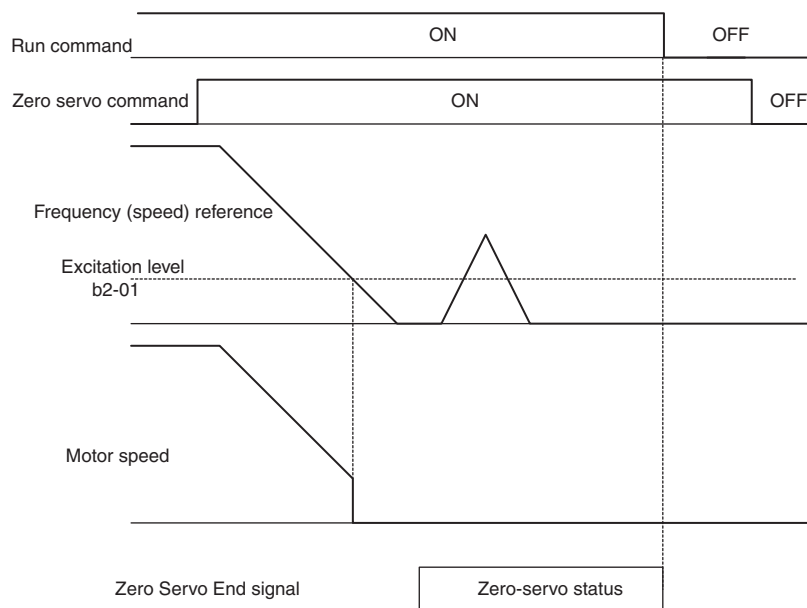 Run command
ON
OFF
Zero servo command
ON
OFF
Frequency (speed) reference
Excitation level
b2-01
Motor speed
Zero Servo End signal
Zero-servo status